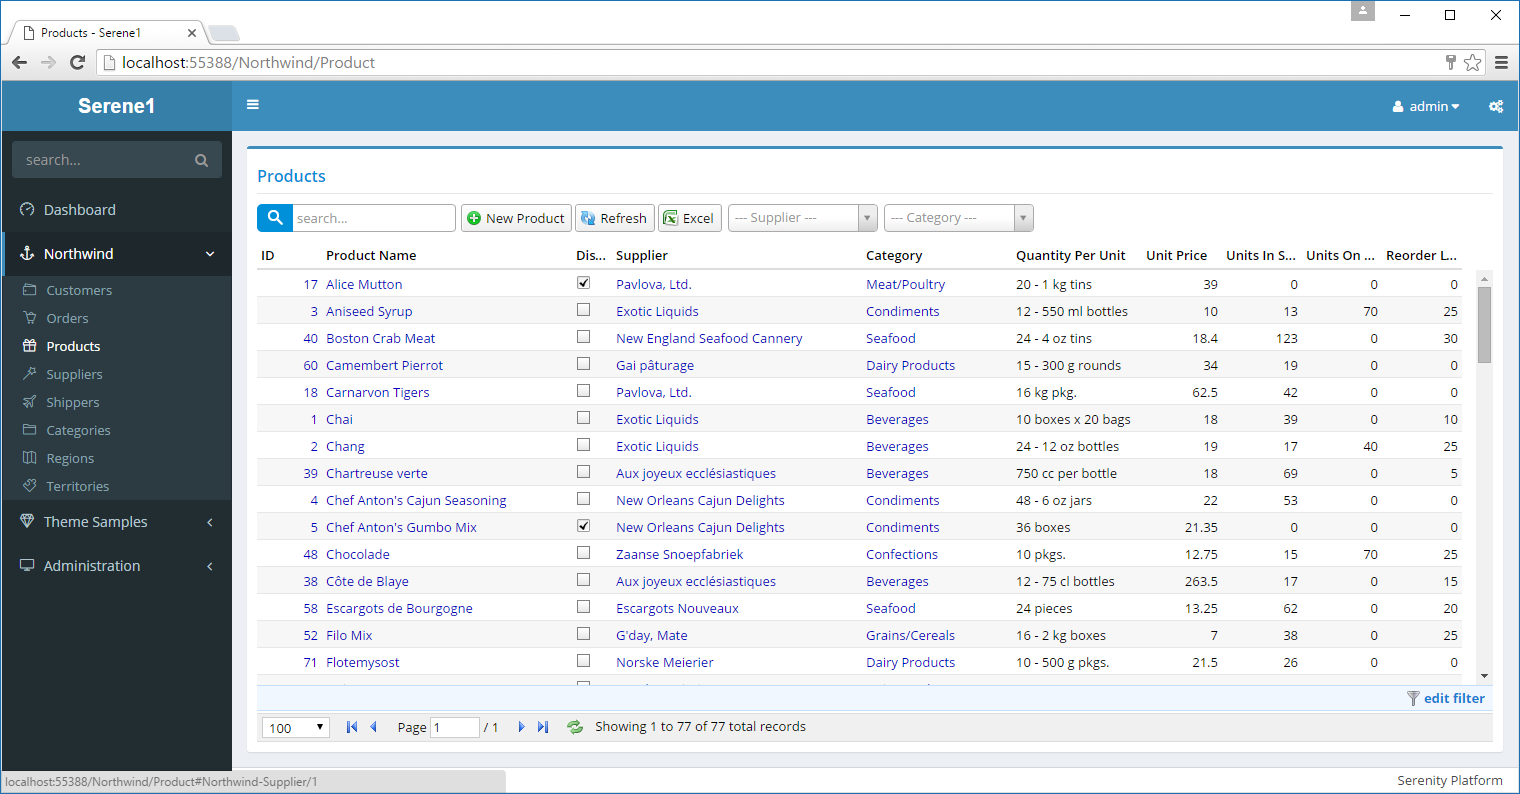 Products - Serene1
localhost:55388/Northwind/Product
Serene1
admin
search...
Dashboard
Northwind
Customers
Orders
Products
Suppliers
Shippers
Categories
Regions
Territories
Theme Samples
Administration
Products
search... New Product Refresh Excel --- Supplier --- --- Category ---
ID Product Name Dis... Supplier Category Quantity Per Unit Unit Price Units In S... Units On ... Reorder L...
17 Alice Mutton Pavlova, Ltd. Meat/Poultry 20 - 1 kg tins 39 0 0 0
3 Aniseed Syrup Exotic Liquids Condiments 12 - 550 ml bottles 10 13 70 25
40 Boston Crab Meat New England Seafood Cannery Seafood 24 - 4 oz tins 18.4 123 0 30
60 Camembert Pierrot Gai pâturage Dairy Products 15 - 300 g rounds 34 19 0 0
18 Carnarvon Tigers Pavlova, Ltd. Seafood 16 kg pkg. 62.5 42 0 0
1 Chai Exotic Liquids Beverages 10 boxes x 20 bags 18 39 0 10
2 Chang Exotic Liquids Beverages 24 - 12 oz bottles 19 17 40 25
39 Chartreuse verte Aux joyeux ecclésiastiques Beverages 750 cc per bottle 18 69 0 5
4 Chef Anton's Cajun Seasoning New Orleans Cajun Delights Condiments 48 - 6 oz jars 22 53 0 0
5 Chef Anton's Gumbo Mix New Orleans Cajun Delights Condiments 36 boxes 21.35 0 0 0
48 Chocolade Zaanse Snoepfabriek Confections 10 pkgs. 12.75 15 70 25
38 Côte de Blaye Aux joyeux ecclésiastiques Beverages 12 - 75 cl bottles 263.5 17 0 15
58 Escargots de Bourgogne Escargots Nouveaux Seafood 24 pieces 13.25 62 0 20
52 Filo Mix G'day, Mate Grains/Cereals 16 - 2 kg boxes 7 38 0 25
71 Flotemysost Norske Meierier Dairy Products 10 - 500 g pkgs. 21.5 26 0 0
edit filter
100 Page 1 / 1 Showing 1 to 77 of 77 total records
localhost:55388/Northwind/Product#Northwind-Supplier/1
Serenity Platform